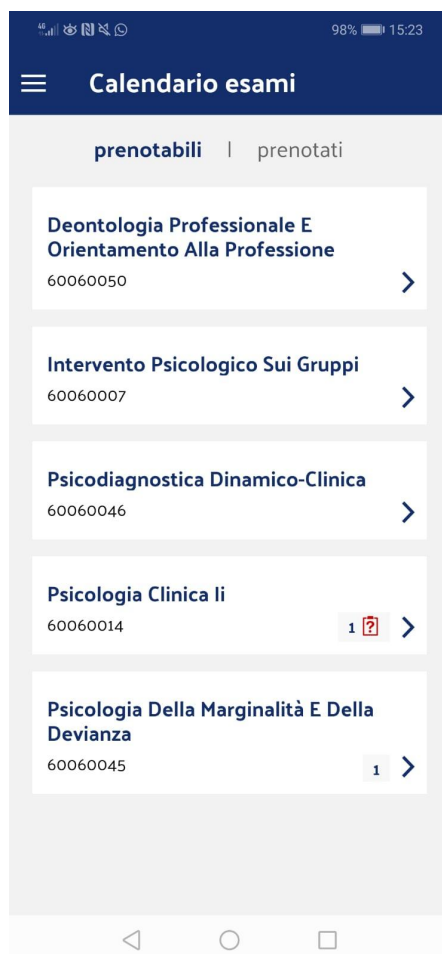 4G 98% 15:23
Calendario esami
prenotabili | prenotati
Deontologia Professionale E
Orientamento Alla Professione
60060050
Intervento Psicologico Sui Gruppi
60060007
Psicodiagnostica Dinamico-Clinica
60060046
Psicologia Clinica Ii
60060014 1 ?
Psicologia Della Marginalità E Della
Devianza
60060045 1